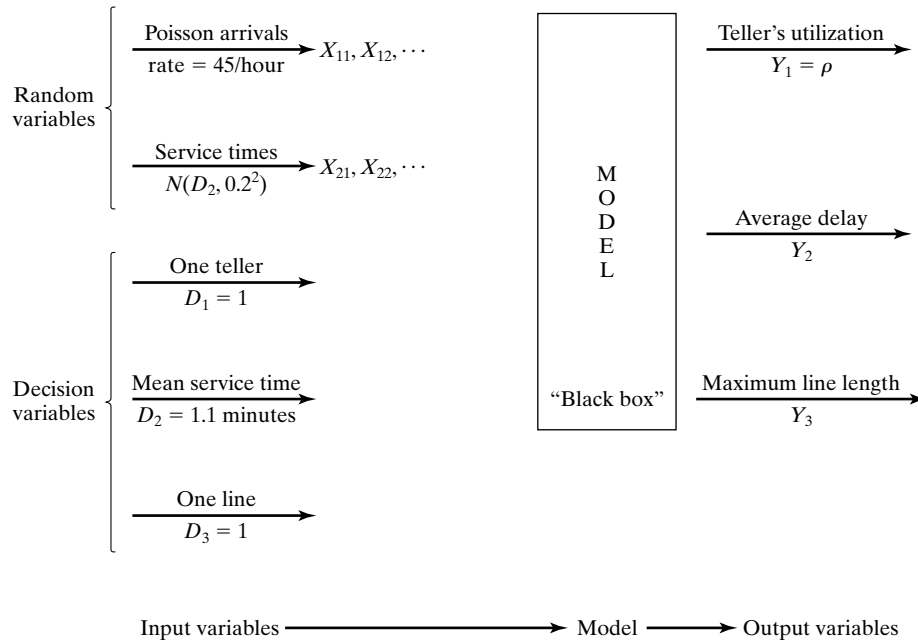 Random
variables
Poisson arrivals
rate = 45/hour
X₁₁, X₁₂, ···
Service times
N(D₂, 0.2²)
X₂₁, X₂₂, ···
Decision
variables
One teller
D₁ = 1
Mean service time
D₂ = 1.1 minutes
One line
D₃ = 1
M
O
D
E
L
“Black box”
Teller's utilization
Y₁ = ρ
Average delay
Y₂
Maximum line length
Y₃
Input variables Model Output variables